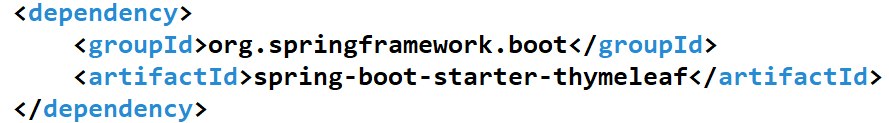 <dependency>
    <groupId>org.springframework.boot</groupId>
    <artifactId>spring-boot-starter-thymeleaf</artifactId>
</dependency>